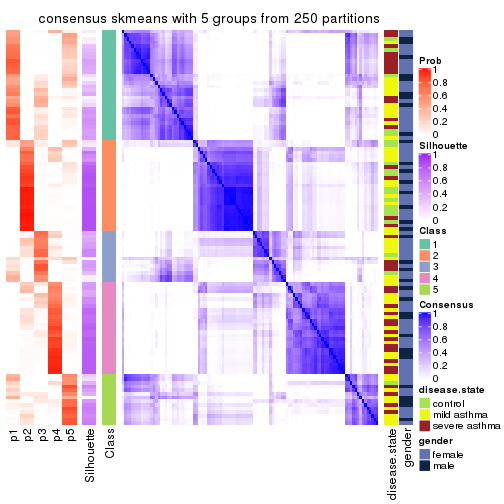 consensus skmeans with 5 groups from 250 partitions
Prob
1
0.8
0.6
0.4
0.2
0
Silhouette
1
0.8
0.6
0.4
0.2
0
Class
1
2
3
4
5
Consensus
1
0.8
0.6
0.4
0.2
0
disease.state
control
mild asthma
severe asthma
gender
female
male
p1
p2
p3
p4
p5
Silhouette
Class
disease.state
gender